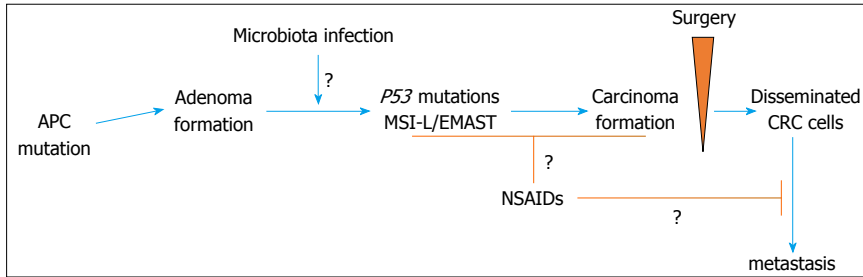 Surgery
Microbiota infection
?
APC
mutation
Adenoma
formation
P53 mutations
MSI-L/EMAST
Carcinoma
formation
Disseminated
CRC cells
?
NSAIDs
?
metastasis